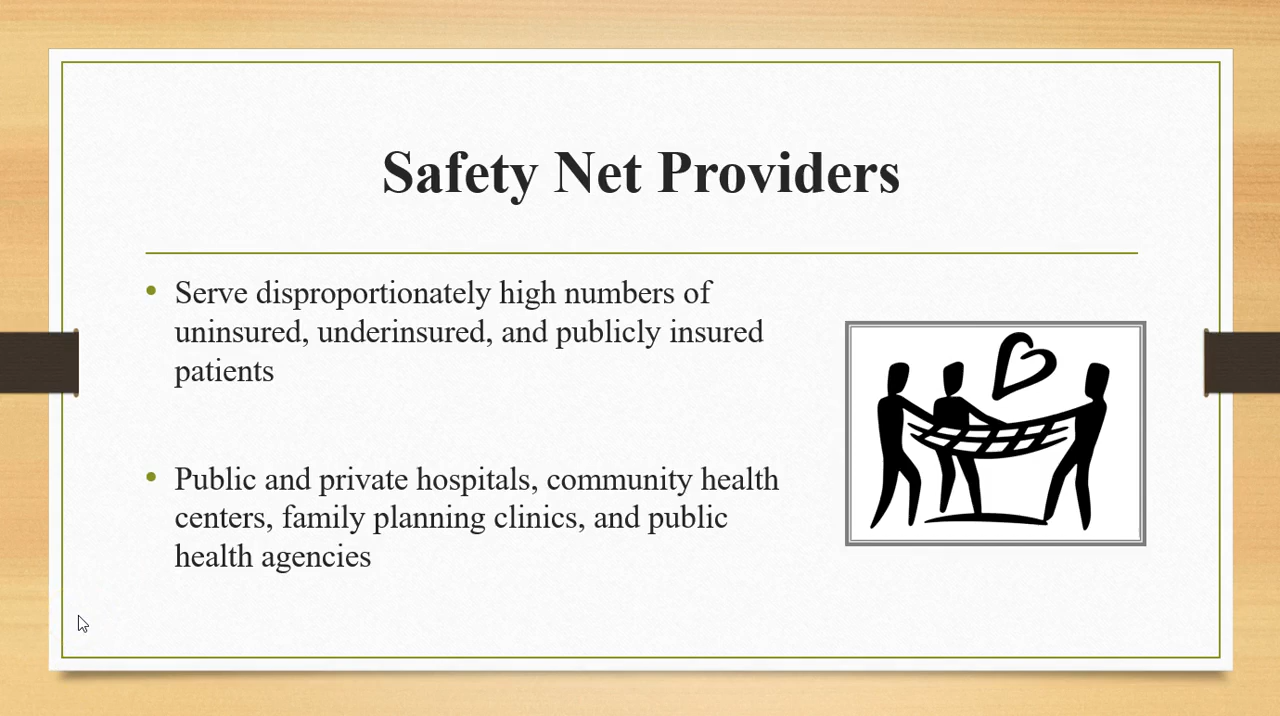 Safety Net Providers
• Serve disproportionately high numbers of
uninsured, underinsured, and publicly insured
patients
• Public and private hospitals, community health
centers, family planning clinics, and public
health agencies